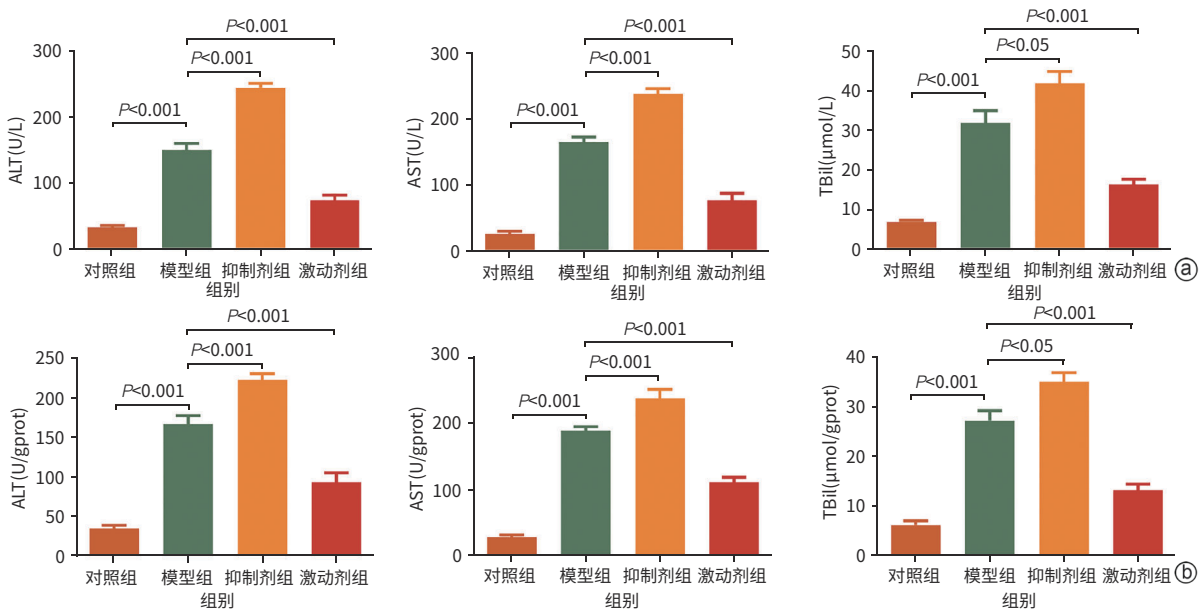 P<0.001
P<0.001
P<0.001
ALT(U/L)
300
200
100
0
对照组 模型组 抑制剂组 激动剂组
组别
P<0.001
P<0.001
P<0.001
AST(U/L)
300
200
100
0
对照组 模型组 抑制剂组 激动剂组
组别
P<0.001
P<0.05
P<0.001
TBil(μmol/L)
50
40
30
20
10
0
对照组 模型组 抑制剂组 激动剂组
组别
ⓐ
P<0.001
P<0.001
P<0.001
ALT(U/gprot)
250
200
150
100
50
0
对照组 模型组 抑制剂组 激动剂组
组别
P<0.001
P<0.001
P<0.001
AST(U/gprot)
300
200
100
0
对照组 模型组 抑制剂组 激动剂组
组别
P<0.001
P<0.05
P<0.001
TBil(μmol/gprot)
40
30
20
10
0
对照组 模型组 抑制剂组 激动剂组
组别
ⓑ